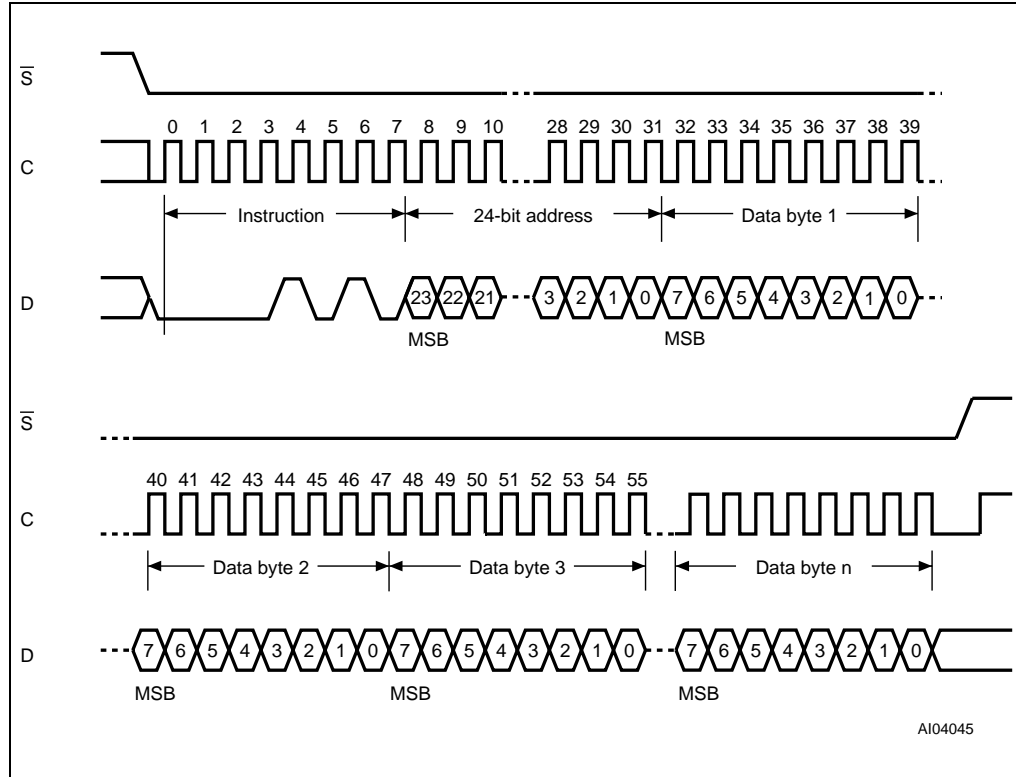 S
0 1 2 3 4 5 6 7 8 9 10 28 29 30 31 32 33 34 35 36 37 38 39
C
Instruction 24-bit address Data byte 1
D 23 22 21 3 2 1 0 7 6 5 4 3 2 1 0
MSB MSB
S
40 41 42 43 44 45 46 47 48 49 50 51 52 53 54 55
C
Data byte 2 Data byte 3 Data byte n
D 7 6 5 4 3 2 1 0 7 6 5 4 3 2 1 0 7 6 5 4 3 2 1 0
MSB MSB MSB
AI04045